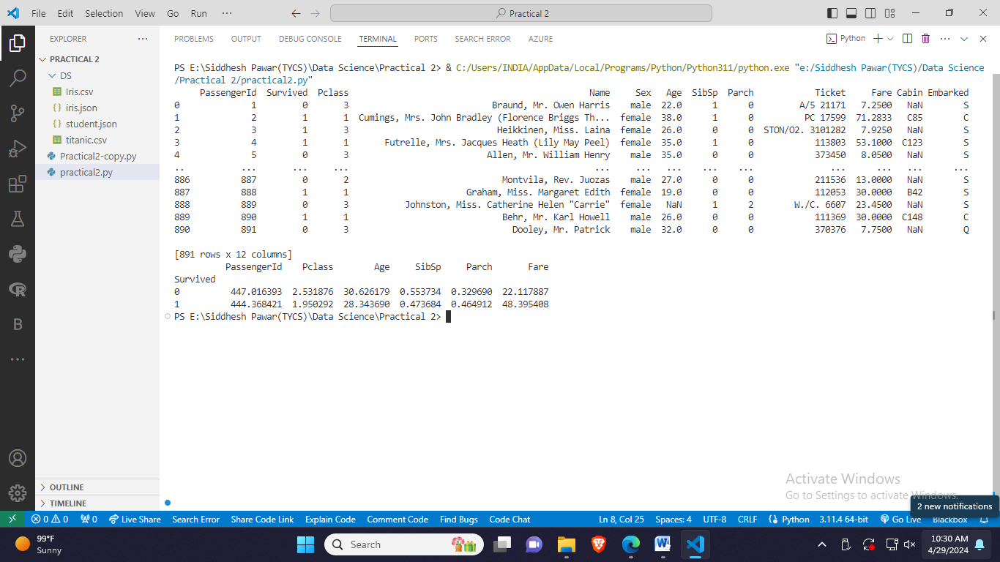 File Edit Selection View Go Run ··· Practical 2
EXPLORER ···
PRACTICAL 2
DS
Iris.csv
iris.json
student.json
titanic.csv
Practical2-copy.py
practical2.py
OUTLINE
TIMELINE
PROBLEMS OUTPUT DEBUG CONSOLE TERMINAL PORTS SEARCH ERROR AZURE Python
PS E:\Siddhesh Pawar(TYCS)\Data Science\Practical 2> & C:/Users/INDIA/AppData/Local/Programs/Python/Python311/python.exe "e:/Siddhesh Pawar(TYCS)/Data Science
/Practical 2/practical2.py"
PassengerId Survived Pclass Name Sex Age SibSp Parch Ticket Fare Cabin Embarked
0 1 0 3 Braund, Mr. Owen Harris male 22.0 1 0 A/5 21171 7.2500 NaN S
1 2 1 1 Cumings, Mrs. John Bradley (Florence Briggs Th... female 38.0 1 0 PC 17599 71.2833 C85 C
2 3 1 3 Heikkinen, Miss. Laina female 26.0 0 0 STON/O2. 3101282 7.9250 NaN S
3 4 1 1 Futrelle, Mrs. Jacques Heath (Lily May Peel) female 35.0 1 0 113803 53.1000 C123 S
4 5 0 3 Allen, Mr. William Henry male 35.0 0 0 373450 8.0500 NaN S
.. ... ... ... ... ... ... ... ... ... ... ... ...
886 887 0 2 Montvila, Rev. Juozas male 27.0 0 0 211536 13.0000 NaN S
887 888 1 1 Graham, Miss. Margaret Edith female 19.0 0 0 112053 30.0000 B42 S
888 889 0 3 Johnston, Miss. Catherine Helen "Carrie" female NaN 1 2 W./C. 6607 23.4500 NaN S
889 890 1 1 Behr, Mr. Karl Howell male 26.0 0 0 111369 30.0000 C148 C
890 891 0 3 Dooley, Mr. Patrick male 32.0 0 0 370376 7.7500 NaN Q
[891 rows x 12 columns]
PassengerId Pclass Age SibSp Parch Fare
Survived
0 447.016393 2.531876 30.626179 0.553734 0.329690 22.117887
1 444.368421 1.950292 28.343690 0.473684 0.464912 48.395408
PS E:\Siddhesh Pawar(TYCS)\Data Science\Practical 2>
Activate Windows
Go to Settings to activate Windows.
2 new notifications
0 0 0 Live Share Search Error Share Code Link Explain Code Comment Code Find Bugs Code Chat Ln 8, Col 25 Spaces: 4 UTF-8 CRLF Python 3.11.4 64-bit Go Live Blackbox
99°F
Sunny
Search
10:30 AM
4/29/2024